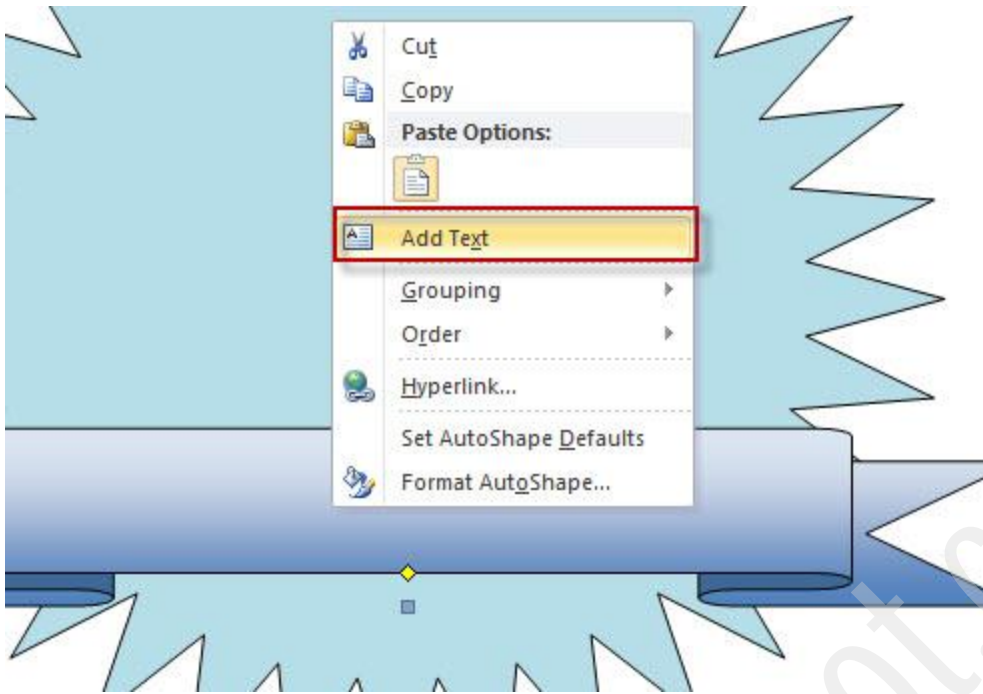 Cut
Copy
Paste Options:
Add Text
Grouping
Order
Hyperlink...
Set AutoShape Defaults
Format AutoShape...